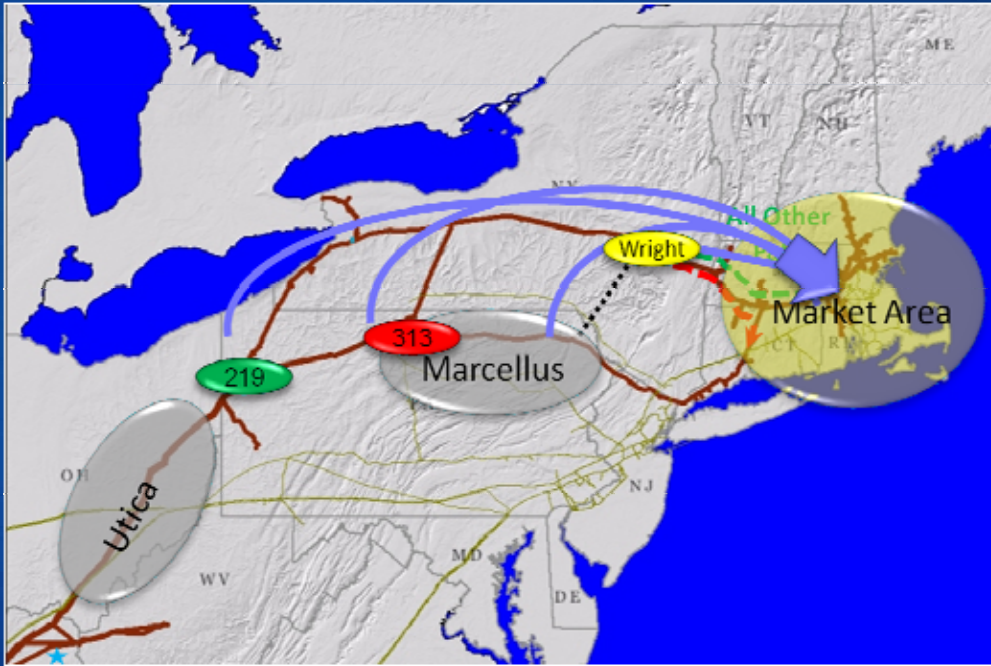 ME
VT
NH
NY
All Other
Wright
Market Area
CT
RI
313
Marcellus
219
OH
Utica
NJ
MD
WV
DE